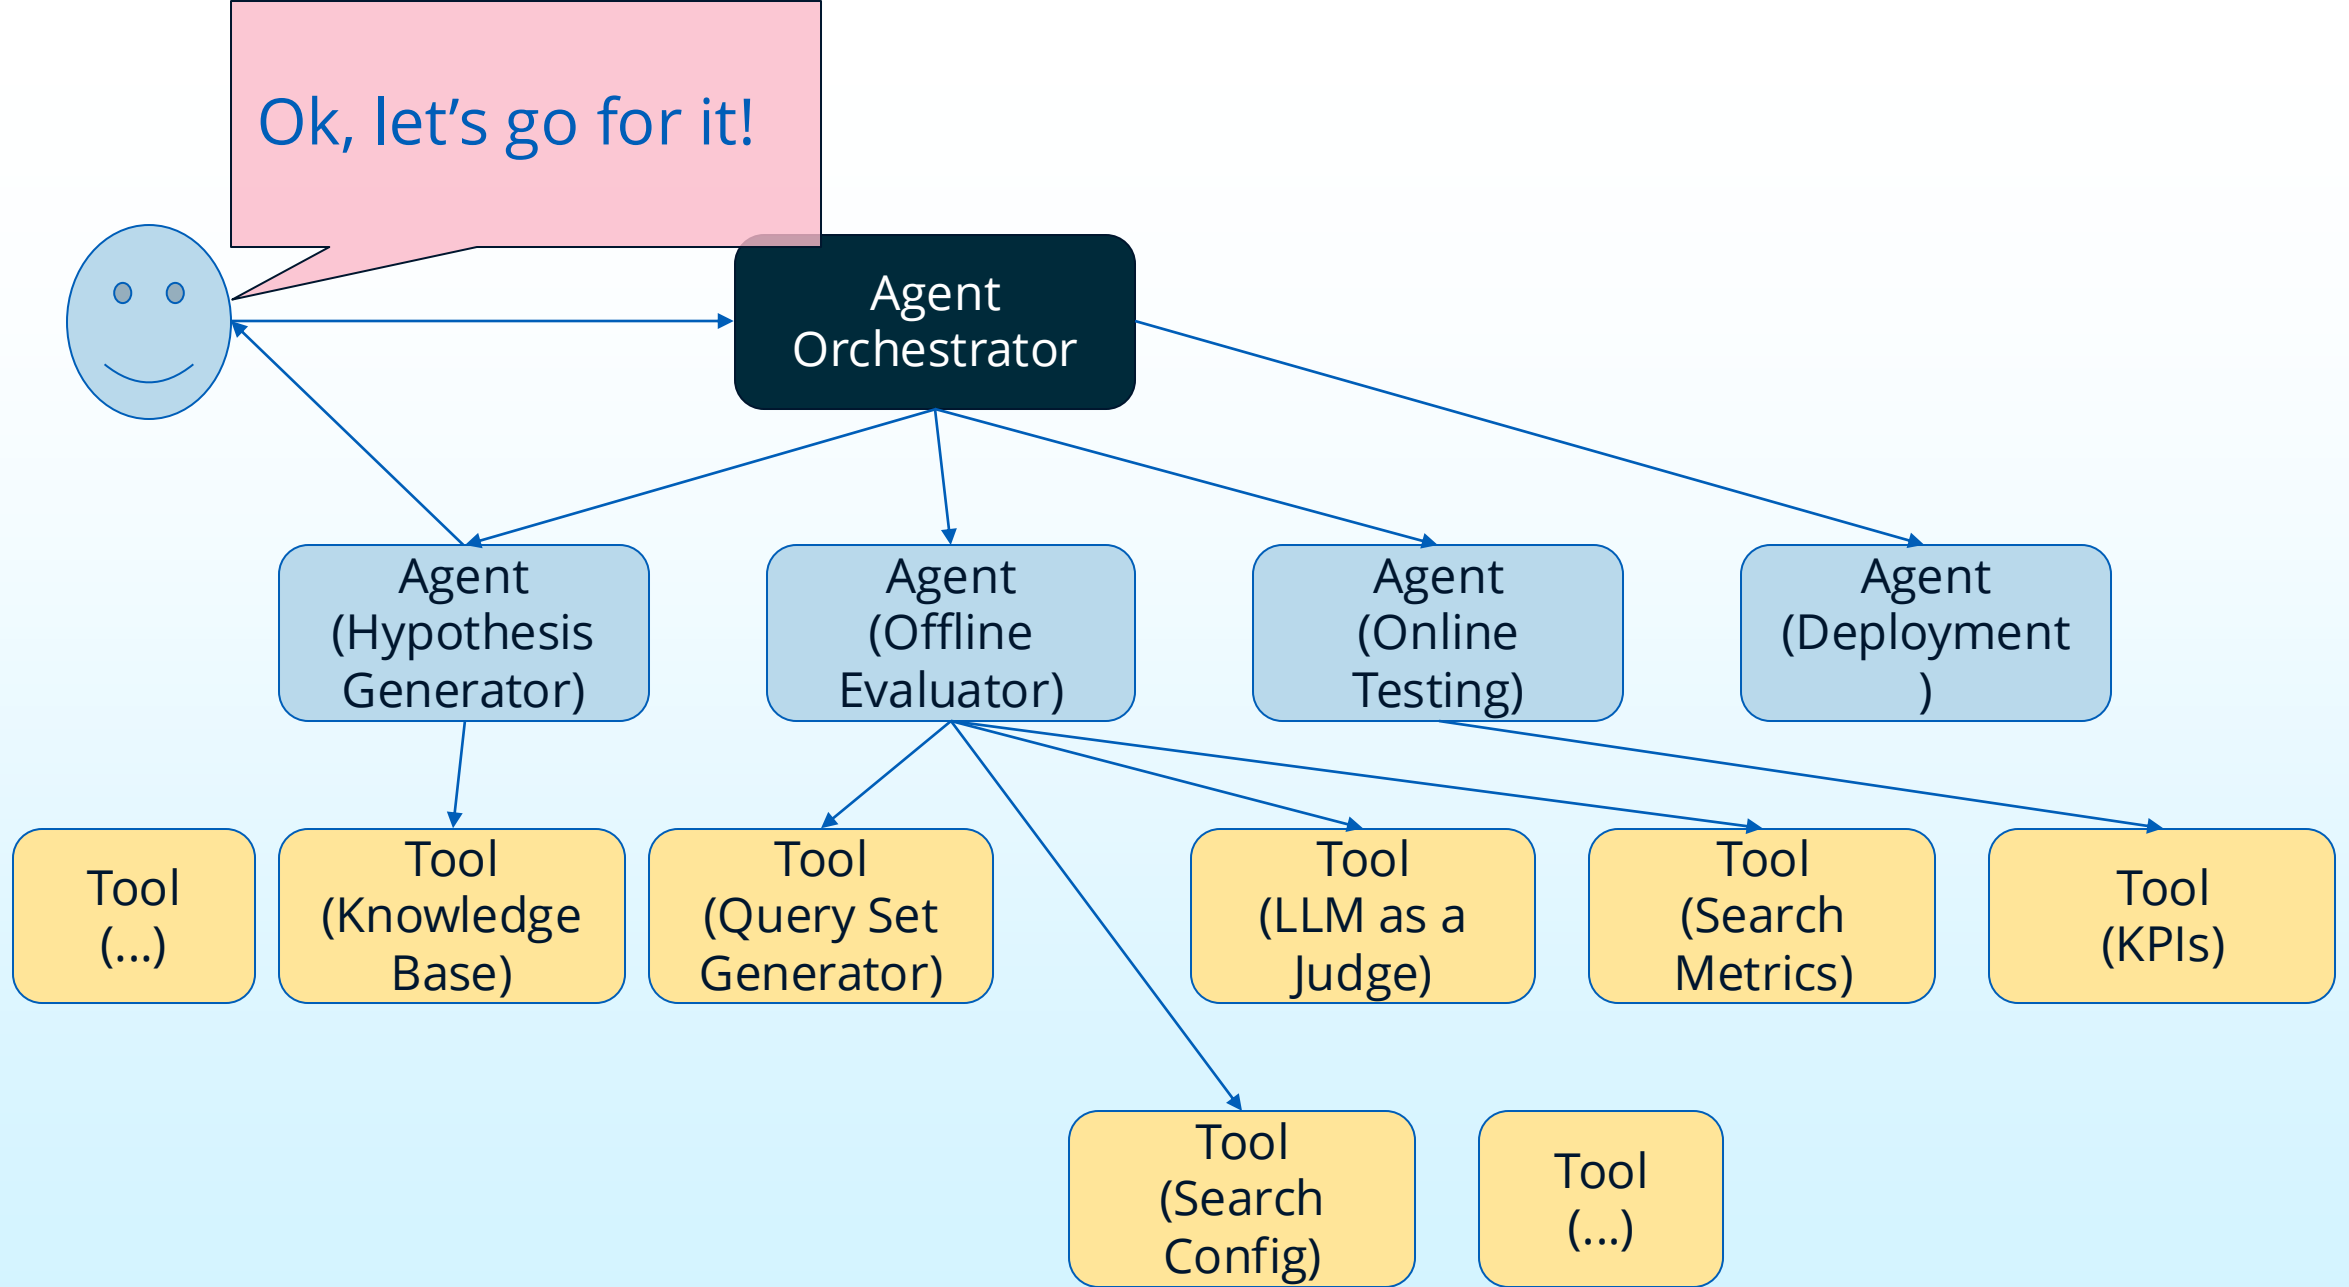 Ok, let’s go for it!
Agent
Orchestrator
Agent
(Hypothesis
Generator)
Agent
(Offline
Evaluator)
Agent
(Online
Testing)
Agent
(Deployment
)
Tool
(...)
Tool
(Knowledge
Base)
Tool
(Query Set
Generator)
Tool
(LLM as a
Judge)
Tool
(Search
Metrics)
Tool
(KPIs)
Tool
(Search
Config)
Tool
(...)